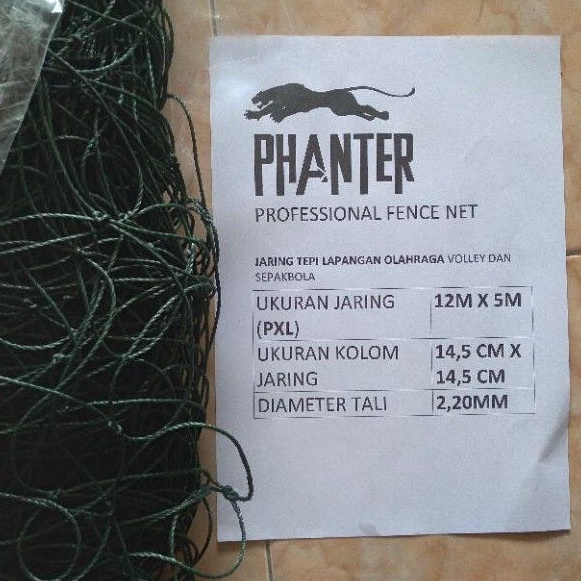 PHANTER
PROFESSIONAL FENCE NET
JARING TEPI LAPANGAN OLAHRAGA VOLLEY DAN
SEPAKBOLA
UKURAN JARING 12M X 5M
(PXL)
UKURAN KOLOM 14,5 CM X
JARING 14,5 CM
DIAMETER TALI 2,20MM